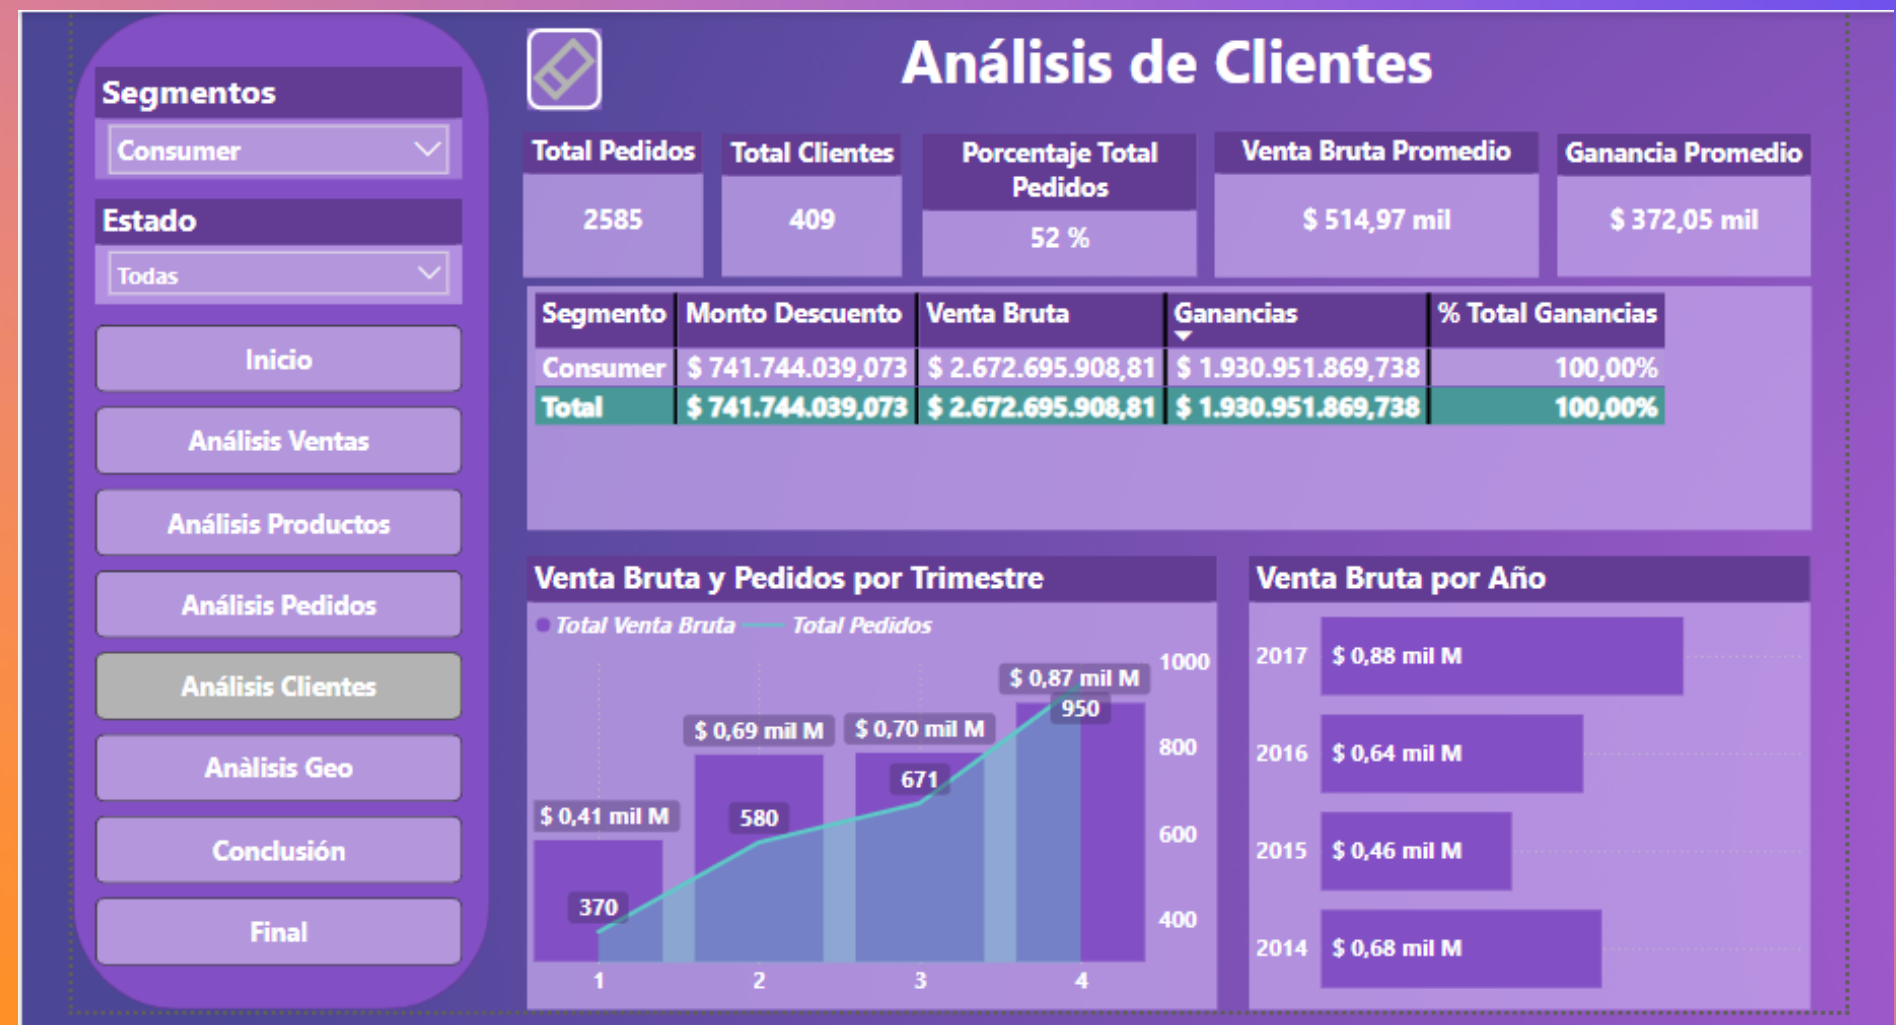 Análisis de Clientes
Segmentos
Consumer
Estado
Todas
Inicio
Análisis Ventas
Análisis Productos
Análisis Pedidos
Análisis Clientes
Anàlisis Geo
Conclusión
Final
Total Pedidos
2585
Total Clientes
409
Porcentaje Total
Pedidos
52 %
Venta Bruta Promedio
$ 514,97 mil
Ganancia Promedio
$ 372,05 mil
Segmento Monto Descuento Venta Bruta Ganancias % Total Ganancias
Consumer $ 741.744.039,073 $ 2.672.695.908,81 $ 1.930.951.869,738 100,00%
Total $ 741.744.039,073 $ 2.672.695.908,81 $ 1.930.951.869,738 100,00%
Venta Bruta y Pedidos por Trimestre
Total Venta Bruta Total Pedidos
$ 0,41 mil M
$ 0,69 mil M
$ 0,70 mil M
$ 0,87 mil M
370
580
671
950
1000
800
600
400
1 2 3 4
Venta Bruta por Año
2017 $ 0,88 mil M
2016 $ 0,64 mil M
2015 $ 0,46 mil M
2014 $ 0,68 mil M